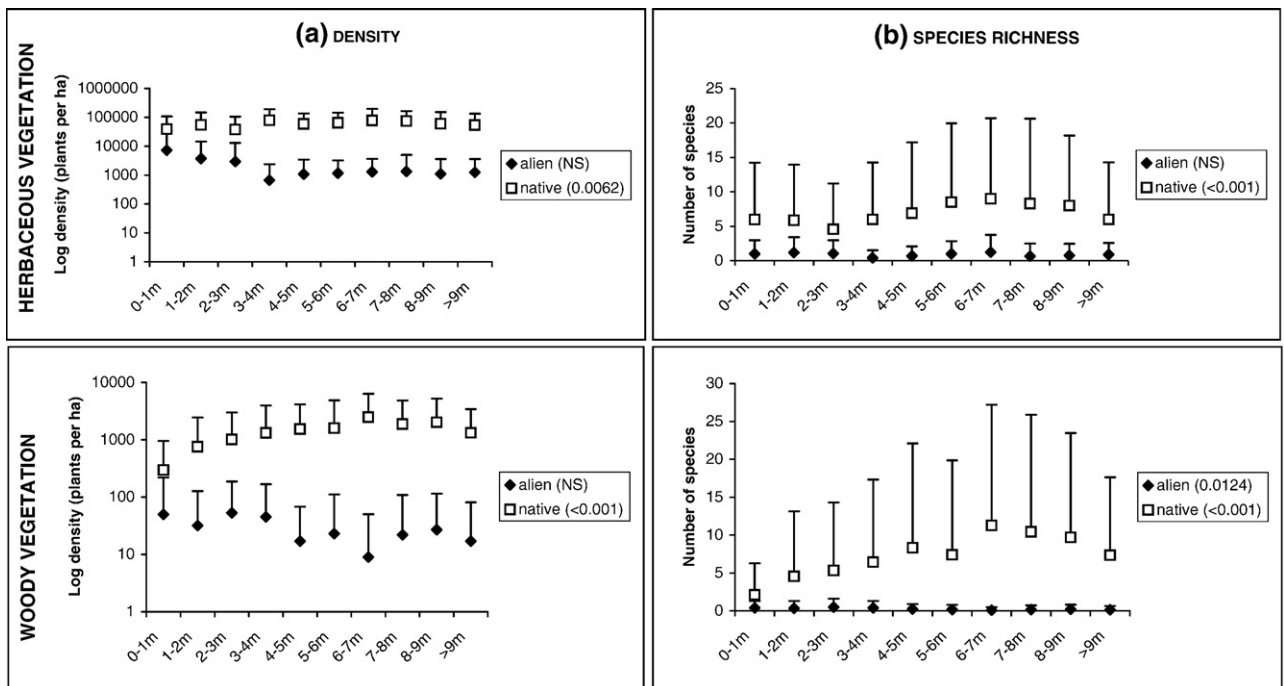 (a) DENSITY
HERBACEOUS VEGETATION
Log density (plants per ha)
1000000
100000
10000
1000
100
10
1
0-1m 1-2m 2-3m 3-4m 4-5m 5-6m 6-7m 7-8m 8-9m >9m
alien (NS)
native (0.0062)
(b) SPECIES RICHNESS
Number of species
25
20
15
10
5
0
0-1m 1-2m 2-3m 3-4m 4-5m 5-6m 6-7m 7-8m 8-9m >9m
alien (NS)
native (<0.001)
WOODY VEGETATION
Log density (plants per ha)
10000
1000
100
10
1
0-1m 1-2m 2-3m 3-4m 4-5m 5-6m 6-7m 7-8m 8-9m >9m
alien (NS)
native (<0.001)
Number of species
30
25
20
15
10
5
0
0-1m 1-2m 2-3m 3-4m 4-5m 5-6m 6-7m 7-8m 8-9m >9m
alien (0.0124)
native (<0.001)